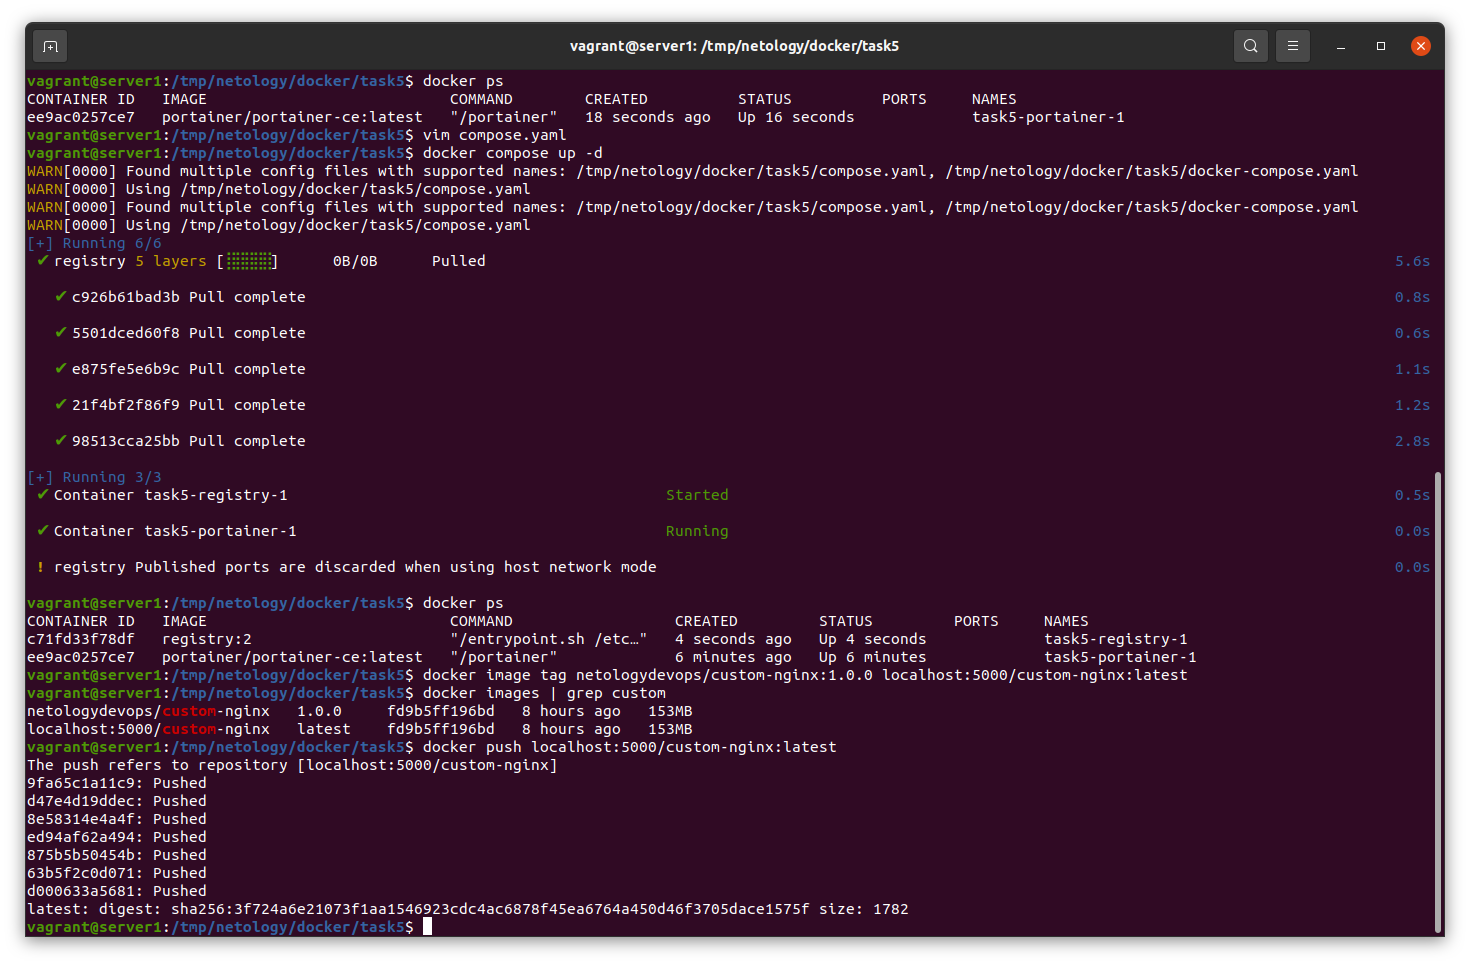 vagrant@server1: /tmp/netology/docker/task5
vagrant@server1:/tmp/netology/docker/task5$ docker ps
CONTAINER ID   IMAGE                           COMMAND        CREATED          STATUS          PORTS     NAMES
ee9ac0257ce7   portainer/portainer-ce:latest   "/portainer"   18 seconds ago   Up 16 seconds             task5-portainer-1
vagrant@server1:/tmp/netology/docker/task5$ vim compose.yaml
vagrant@server1:/tmp/netology/docker/task5$ docker compose up -d
WARN[0000] Found multiple config files with supported names: /tmp/netology/docker/task5/compose.yaml, /tmp/netology/docker/task5/docker-compose.yaml
WARN[0000] Using /tmp/netology/docker/task5/compose.yaml
WARN[0000] Found multiple config files with supported names: /tmp/netology/docker/task5/compose.yaml, /tmp/netology/docker/task5/docker-compose.yaml
WARN[0000] Using /tmp/netology/docker/task5/compose.yaml
[+] Running 6/6
✔ registry 5 layers [⣿⣿⣿⣿⣿]      0B/0B      Pulled 5.6s
✔ c926b61bad3b Pull complete 0.8s
✔ 5501dced60f8 Pull complete 0.6s
✔ e875fe5e6b9c Pull complete 1.1s
✔ 21f4bf2f86f9 Pull complete 1.2s
✔ 98513cca25bb Pull complete 2.8s
[+] Running 3/3
✔ Container task5-registry-1 Started 0.5s
✔ Container task5-portainer-1 Running 0.0s
! registry Published ports are discarded when using host network mode 0.0s
vagrant@server1:/tmp/netology/docker/task5$ docker ps
CONTAINER ID   IMAGE                           COMMAND                  CREATED         STATUS         PORTS     NAMES
c71fd33f78df   registry:2                      "/entrypoint.sh /etc…"   4 seconds ago   Up 4 seconds             task5-registry-1
ee9ac0257ce7   portainer/portainer-ce:latest   "/portainer"             6 minutes ago   Up 6 minutes             task5-portainer-1
vagrant@server1:/tmp/netology/docker/task5$ docker image tag netologydevops/custom-nginx:1.0.0 localhost:5000/custom-nginx:latest
vagrant@server1:/tmp/netology/docker/task5$ docker images | grep custom
netologydevops/custom-nginx   1.0.0     fd9b5ff196bd   8 hours ago   153MB
localhost:5000/custom-nginx   latest    fd9b5ff196bd   8 hours ago   153MB
vagrant@server1:/tmp/netology/docker/task5$ docker push localhost:5000/custom-nginx:latest
The push refers to repository [localhost:5000/custom-nginx]
9fa65c1a11c9: Pushed
d47e4d19ddec: Pushed
8e58314e4a4f: Pushed
ed94af62a494: Pushed
875b5b50454b: Pushed
63b5f2c0d071: Pushed
d000633a5681: Pushed
latest: digest: sha256:3f724a6e21073f1aa1546923cdc4ac6878f45ea6764a450d46f3705dace1575f size: 1782
vagrant@server1:/tmp/netology/docker/task5$